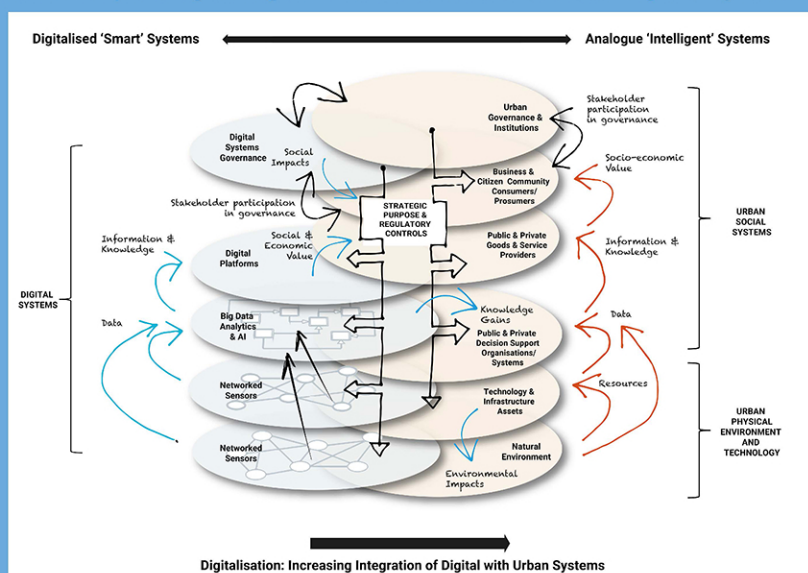 Digitalised ‘Smart’ Systems
Analogue ‘Intelligent’ Systems
Urban
Governance &
Institutions
Stakeholder
participation
in governance
Digital
Systems
Governance
Social
Impacts
Business &
Citizen Community
Consumers/
Prosumers
Socio-economic
Value
Stakeholder participation
in governance
STRATEGIC
PURPOSE &
REGULATORY
CONTROLS
URBAN
SOCIAL
SYSTEMS
Information &
Knowledge
Digital
Platforms
Social &
Economic
Value
Public & Private
Goods & Service
Providers
Information &
Knowledge
DIGITAL
SYSTEMS
Data
Big Data
Analytics
& AI
Knowledge
Gains
Public & Private
Decision Support
Organisations/
Systems
Data
Networked
Sensors
Technology &
Infrastructure
Assets
Resources
URBAN
PHYSICAL
ENVIRONMENT
AND
TECHNOLOGY
Networked
Sensors
Natural
Environment
Environmental
Impacts
Digitalisation: Increasing Integration of Digital with Urban Systems